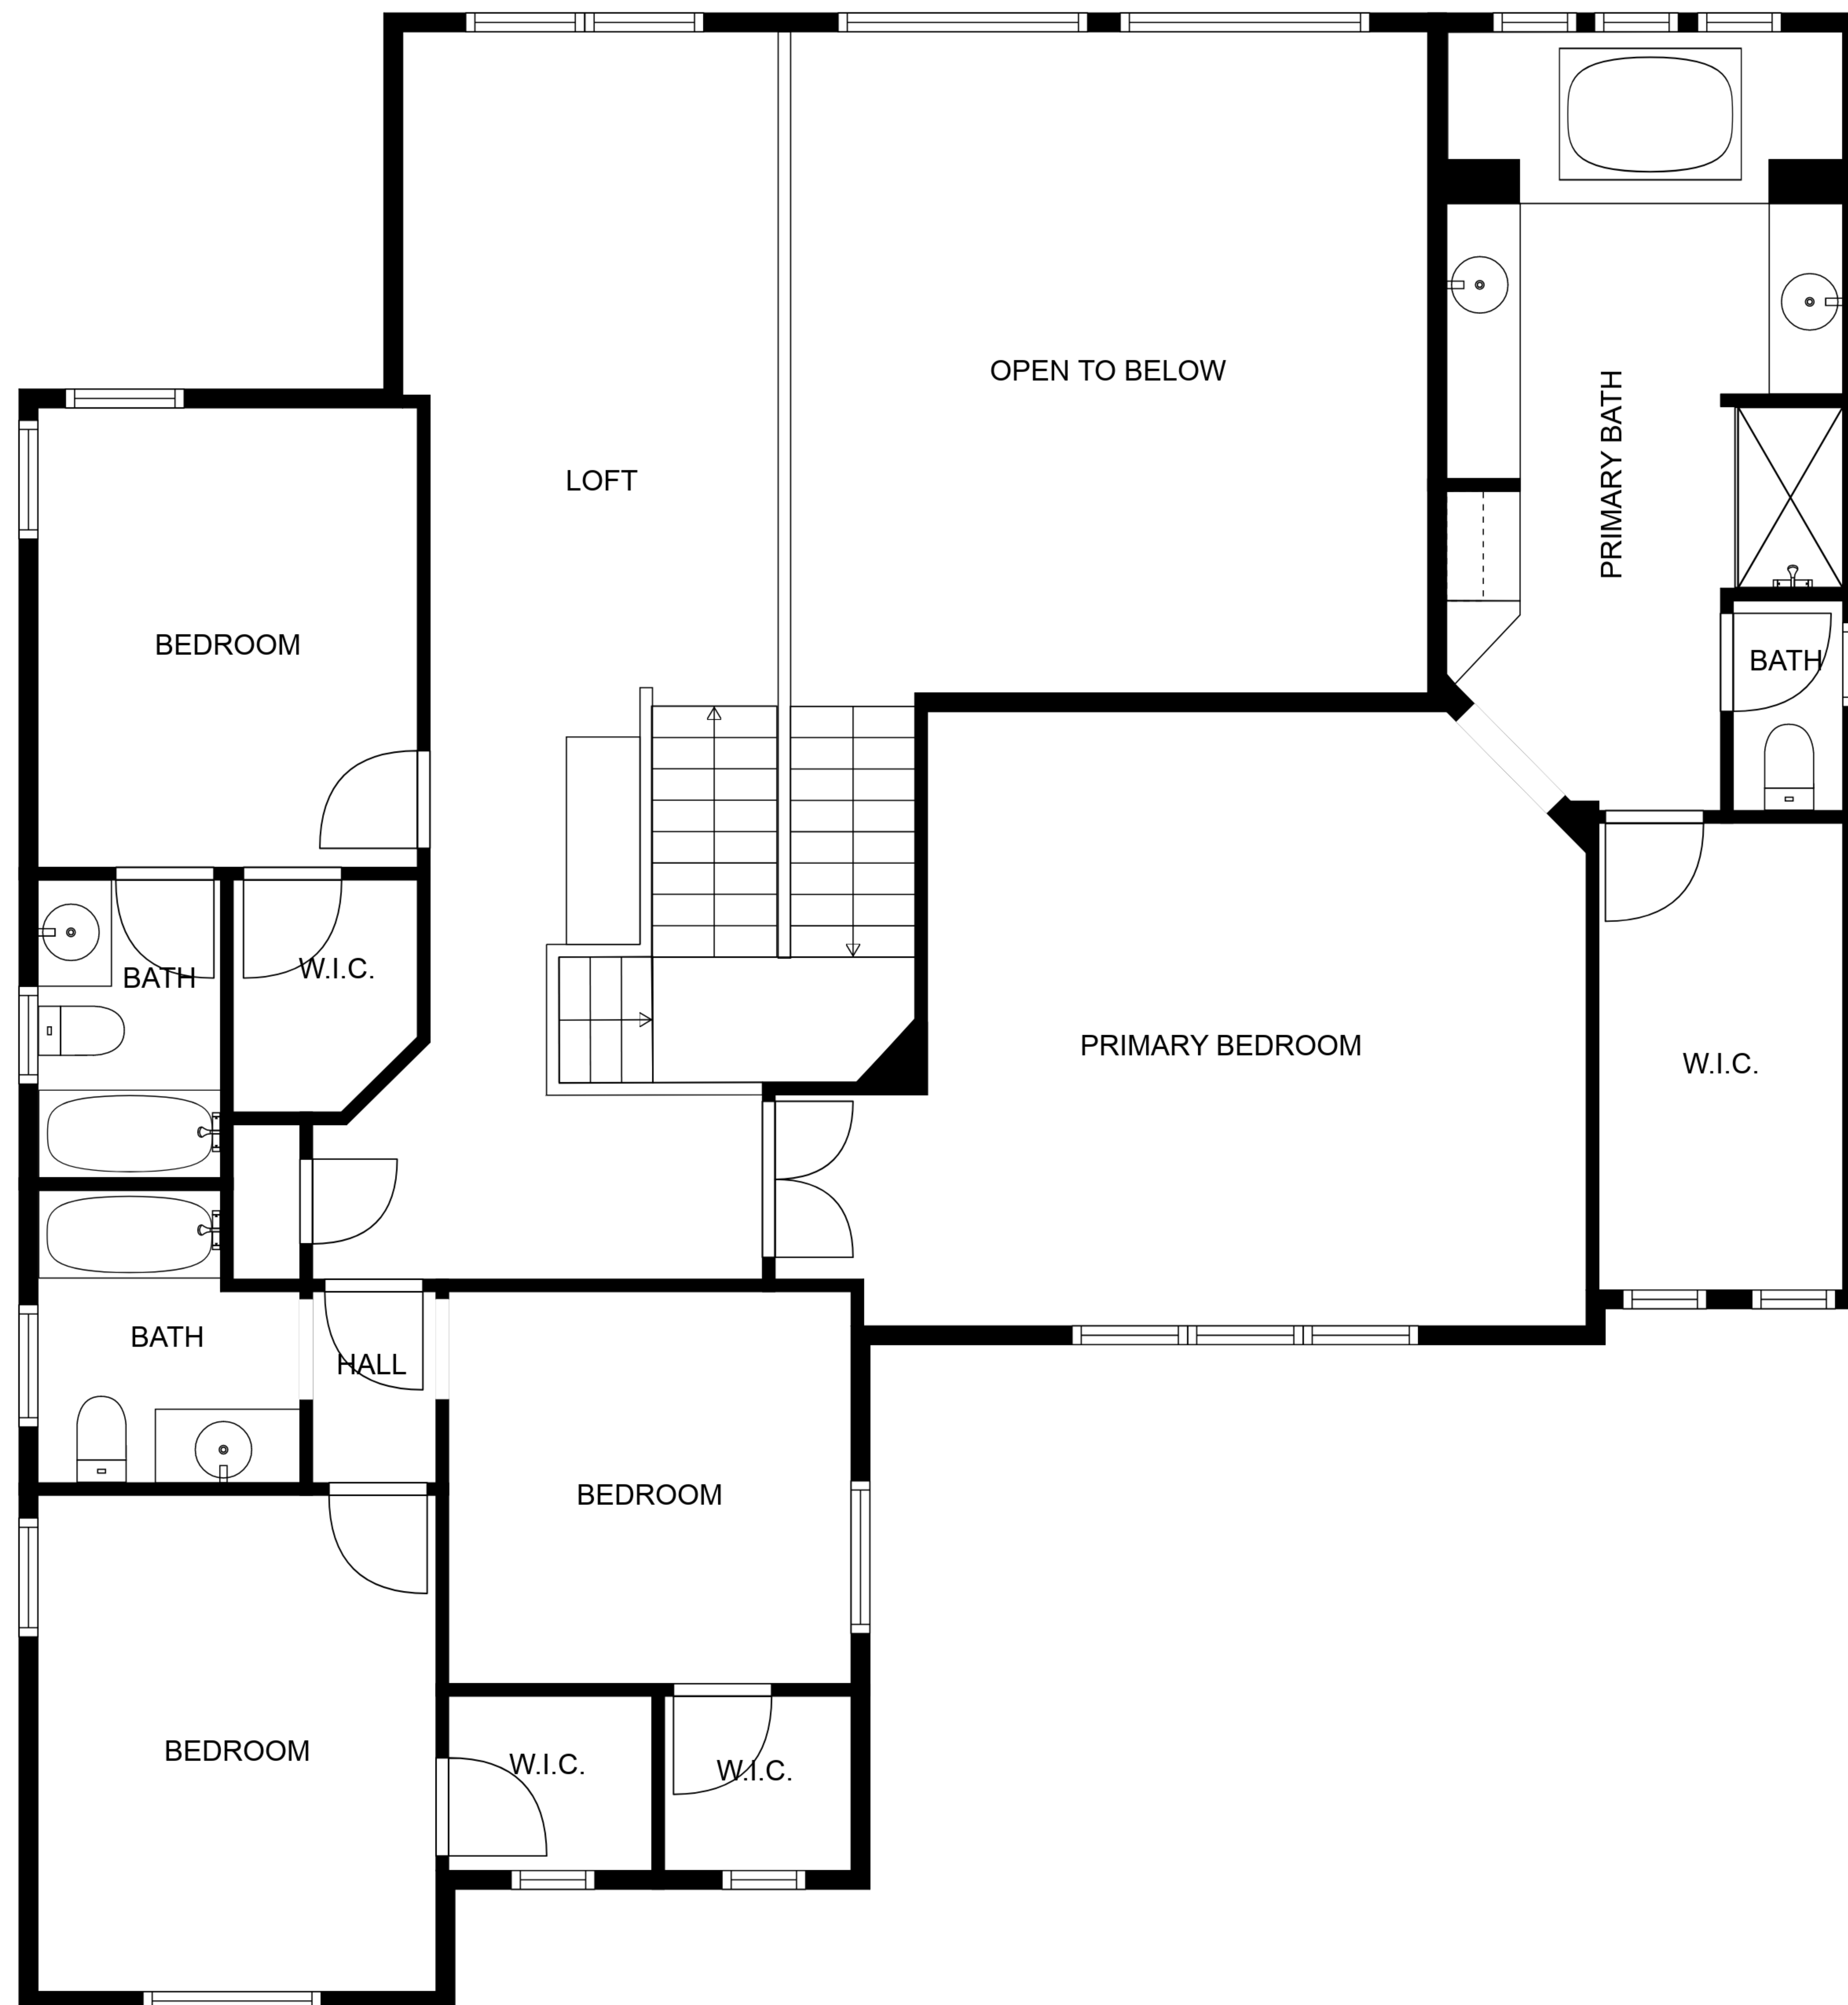 OPEN TO BELOW
LOFT
PRIMARY BATH
BEDROOM
BATH
BATH
W.I.C.
PRIMARY BEDROOM
W.I.C.
BATH
HALL
BEDROOM
BEDROOM
W.I.C.
W.I.C.